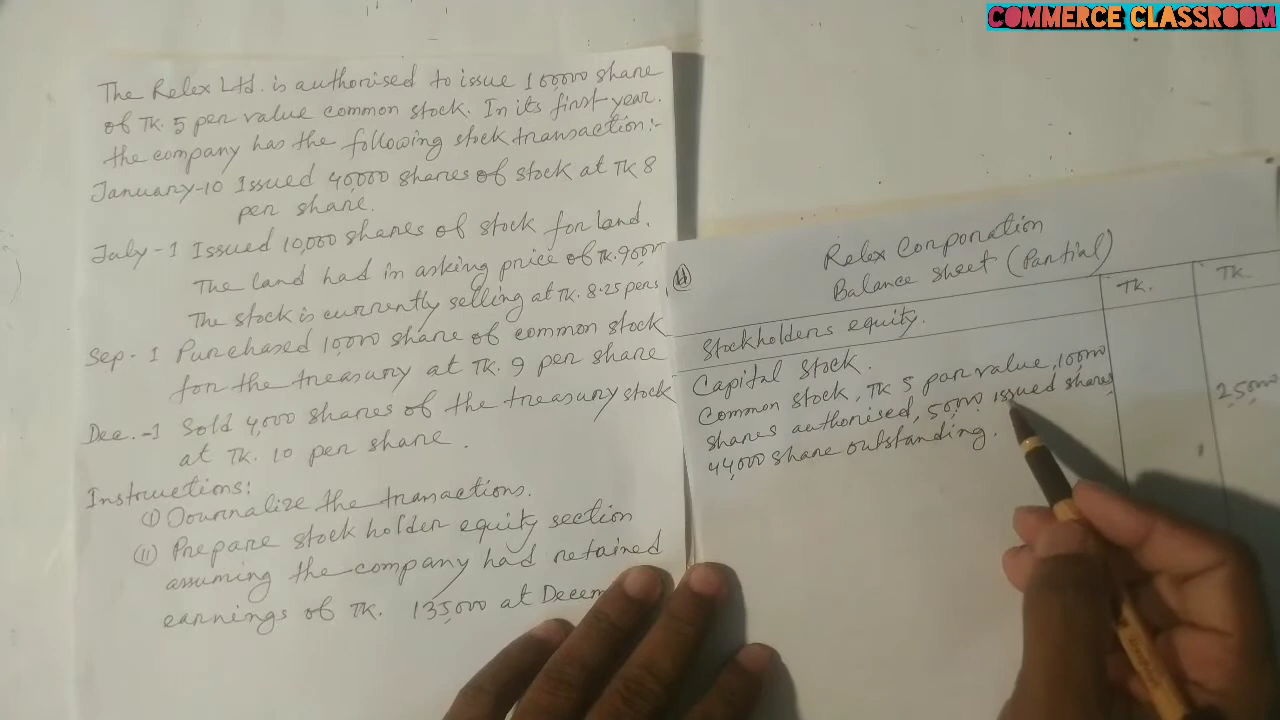 COMMERCE CLASSROOM
The Relex Ltd. is authorised to issue 100,000 share
of TK. 5 per value common stock. In its first year.
the company has the following stock transaction:-
January-10 Issued 40,000 shares of stock at TK 8
per share.
July-1 Issued 10,000 shares of stock for land.
The land had in asking price of TK.90,000
The stock is currently selling at TK. 8.25 pers
Sep-1 Purchased 10,000 share of common stock
for the treasury at TK. 9 per share
Dec.-1 Sold 4,000 shares of the treasury stock
at TK. 10 per share.
Instructions:
(I) Journalize the transactions.
(II) Prepare stock holder equity section
assuming the company had retained
earnings of TK. 135,000 at Decem
(II)
Relex Corporation
Balance sheet (Partial)
TK. TK
Stockholders equity.
Capital stock.
Common stock, TK 5 par value, 100,000
shares authorised, 50,000 issued shares
44,000 share outstanding.
2,50,000